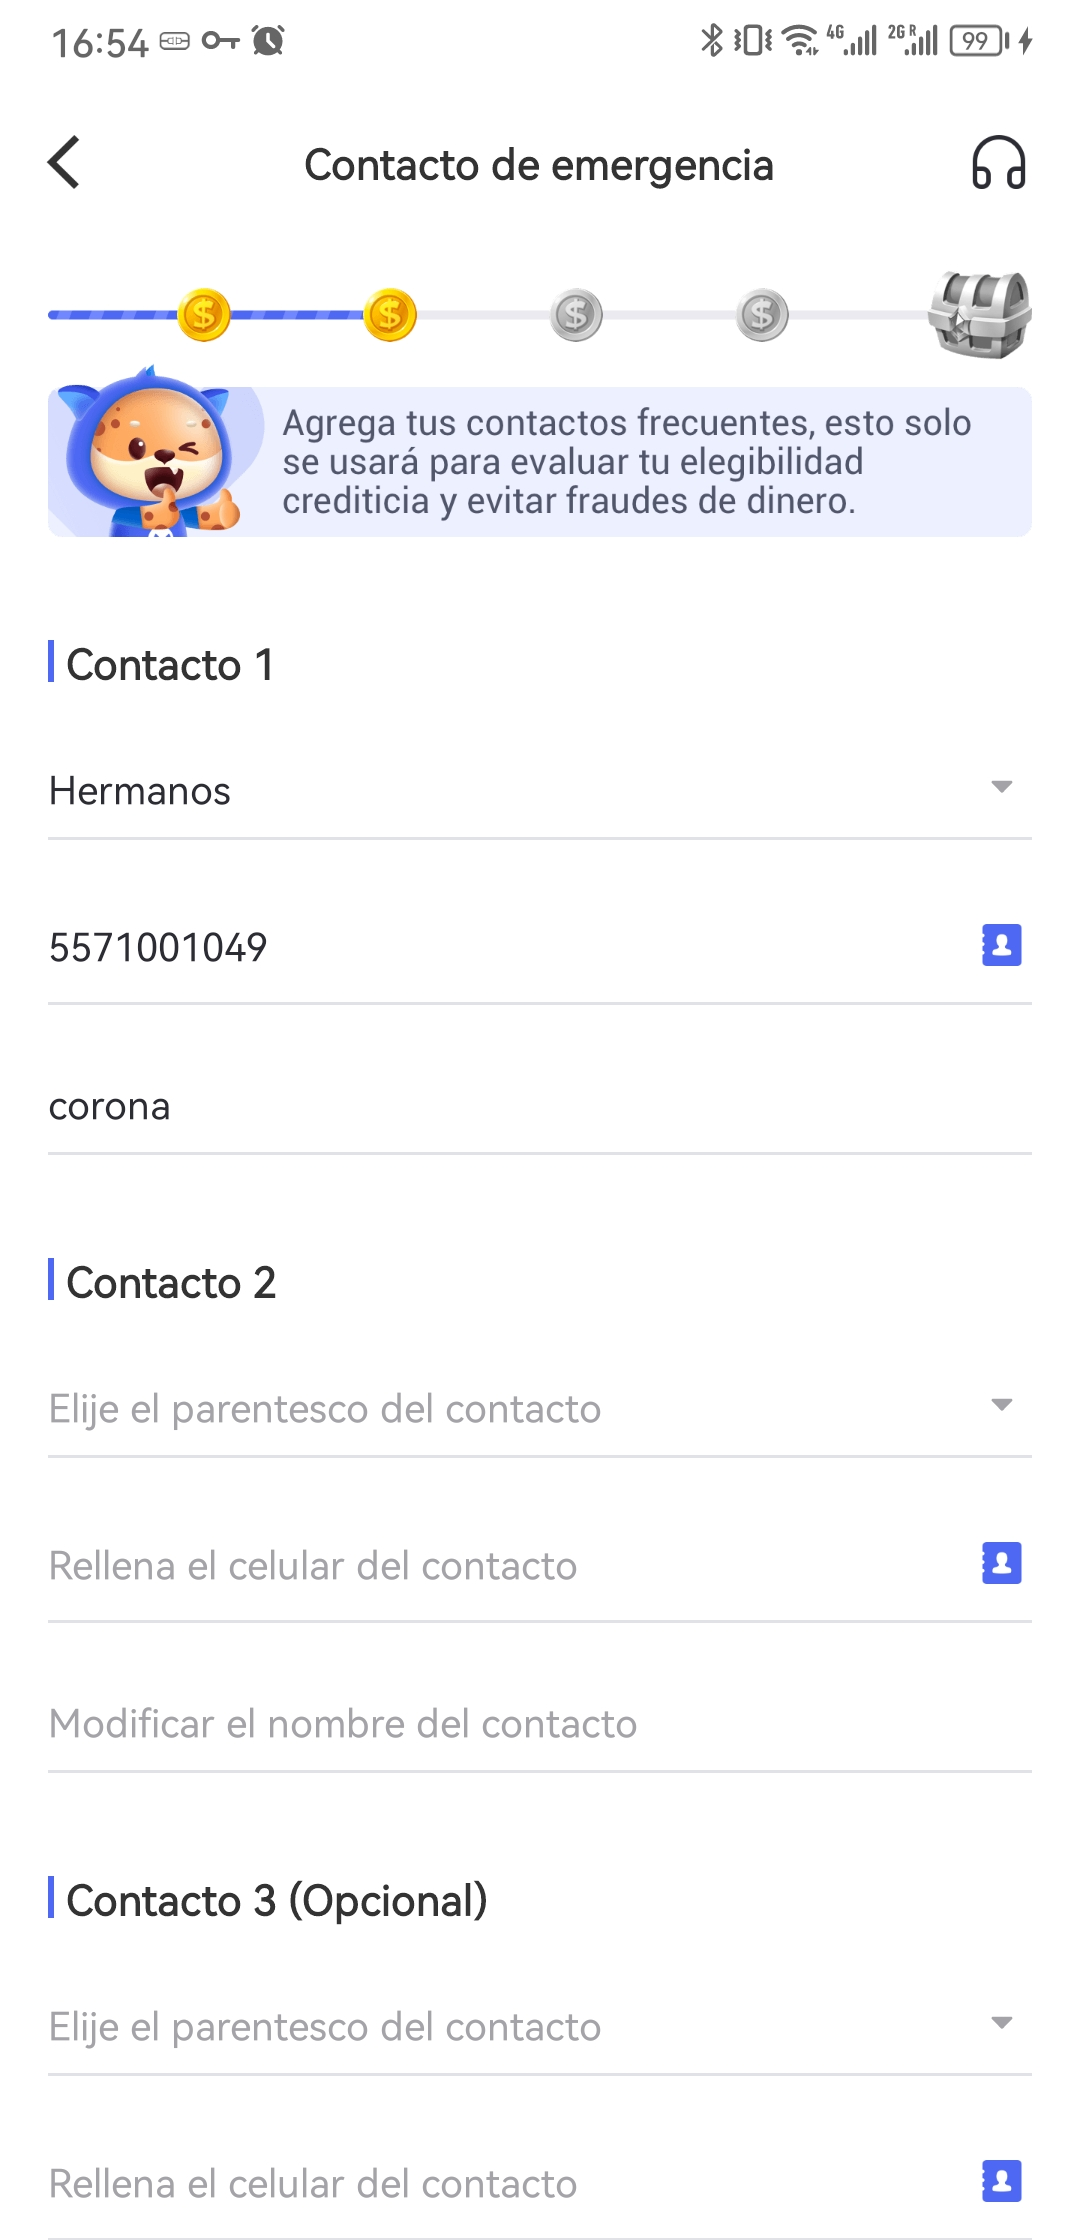 16:54
4G
2G R
99
Contacto de emergencia
Agrega tus contactos frecuentes, esto solo
se usará para evaluar tu elegibilidad
crediticia y evitar fraudes de dinero.
Contacto 1
Hermanos
5571001049
corona
Contacto 2
Elije el parentesco del contacto
Rellena el celular del contacto
Modificar el nombre del contacto
Contacto 3 (Opcional)
Elije el parentesco del contacto
Rellena el celular del contacto